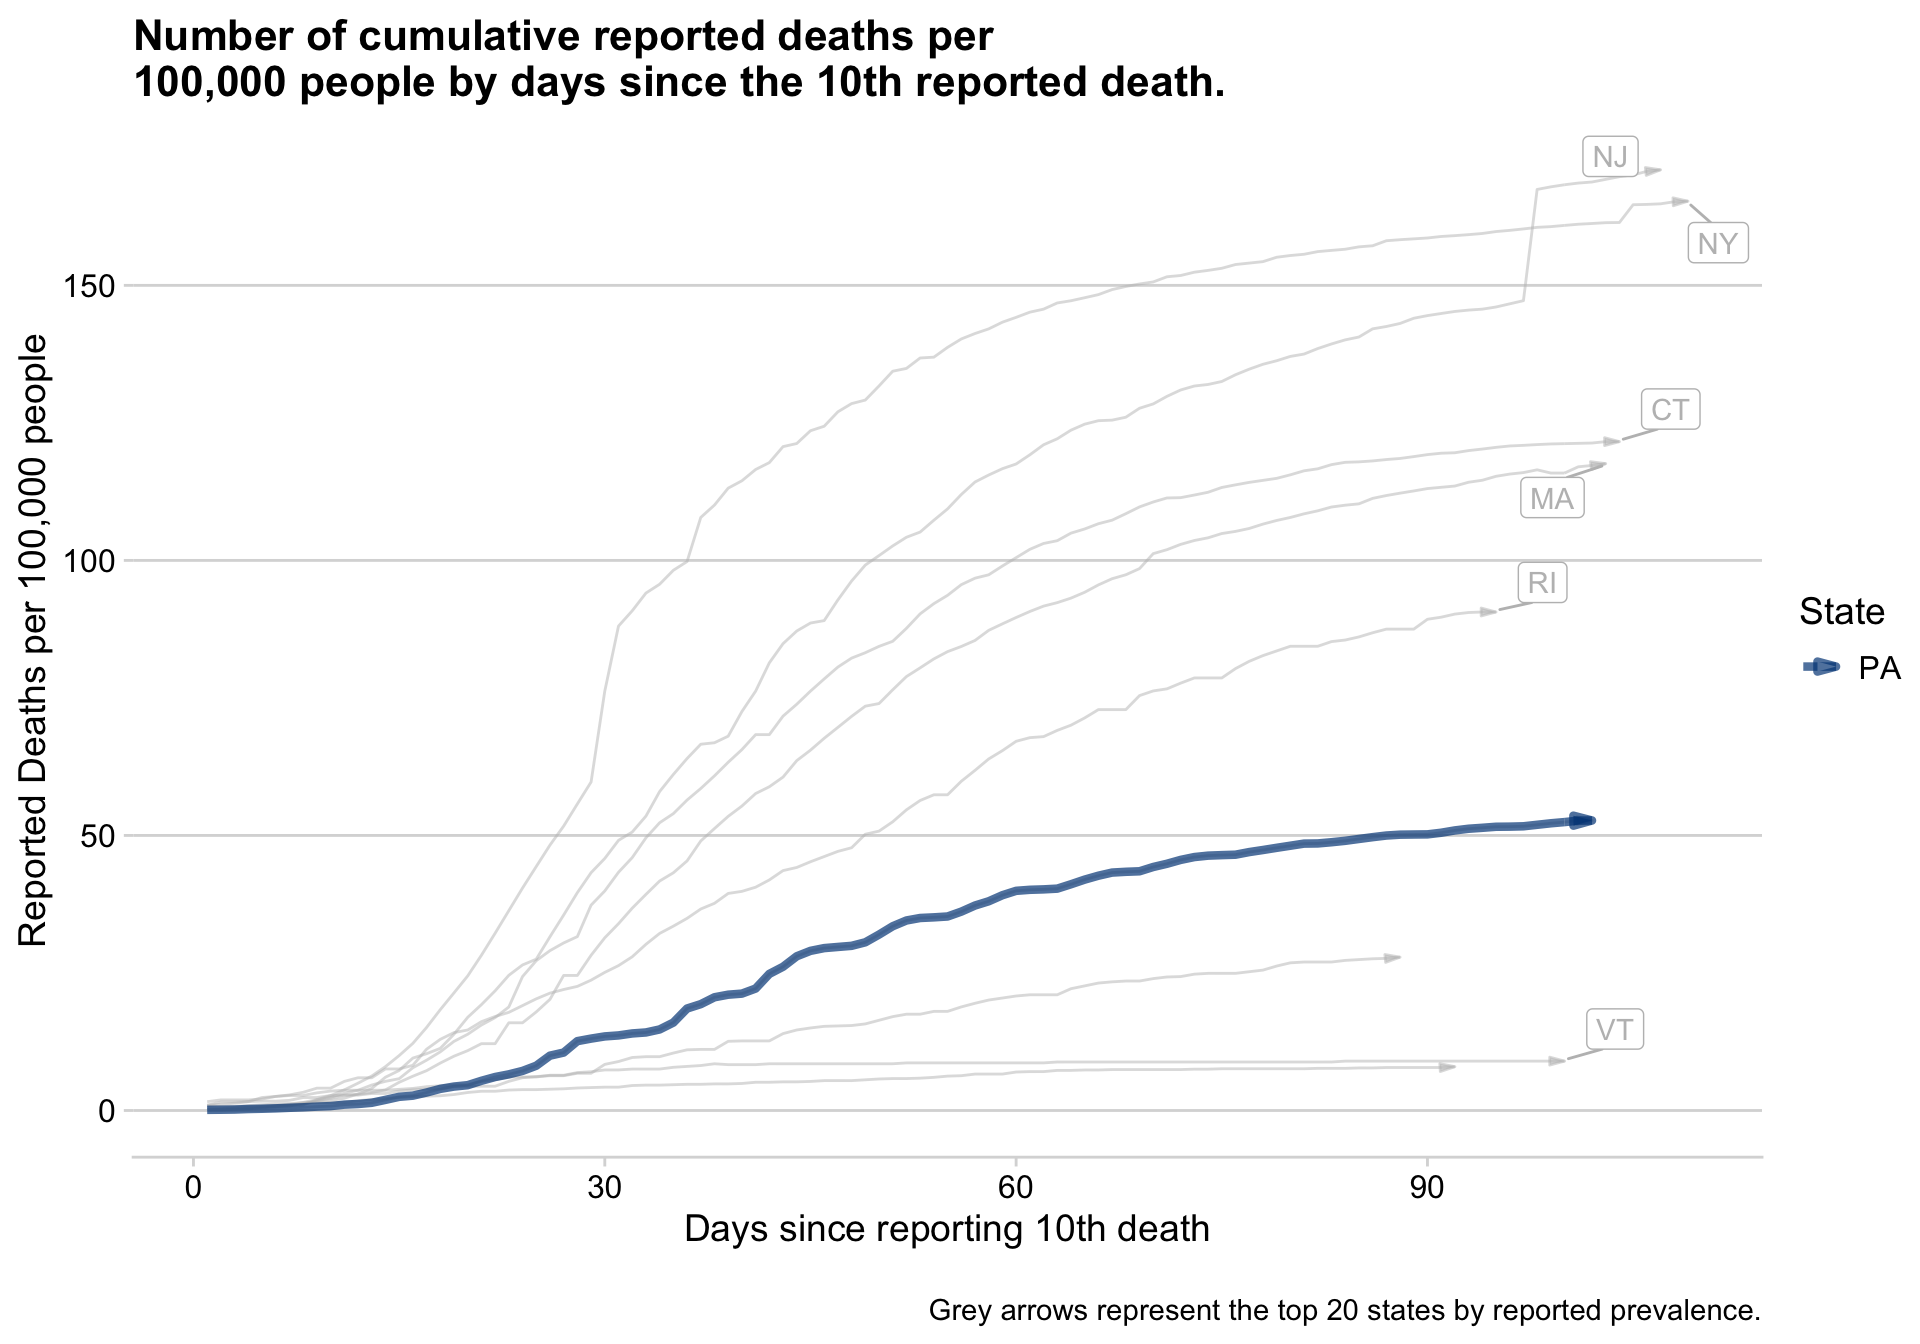 Number of cumulative reported deaths per
100,000 people by days since the 10th reported death.
NJ
NY
150
CT
MA
100
RI
Reported Deaths per 100,000 people
State
PA
50
VT
0
0 30 60 90
Days since reporting 10th death
Grey arrows represent the top 20 states by reported prevalence.